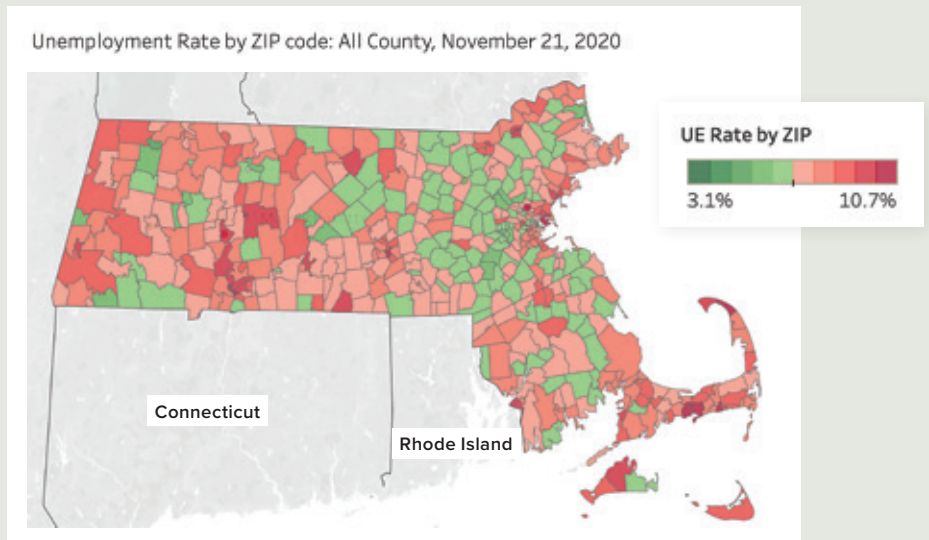 Unemployment Rate by ZIP code: All County, November 21, 2020
UE Rate by ZIP
3.1% 10.7%
Connecticut
Rhode Island